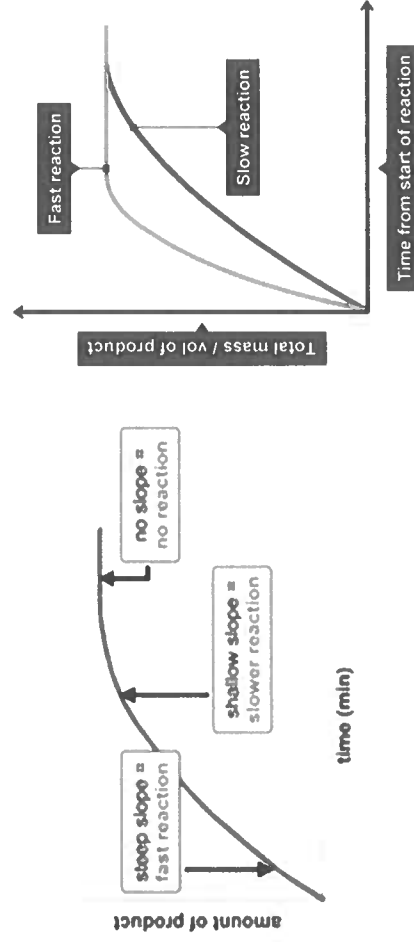 amount of product
steep slope =
fast reaction
shallow slope =
slower reaction
no slope =
no reaction
time (min)
Total mass / vol of product
Fast reaction
Slow reaction
Time from start of reaction